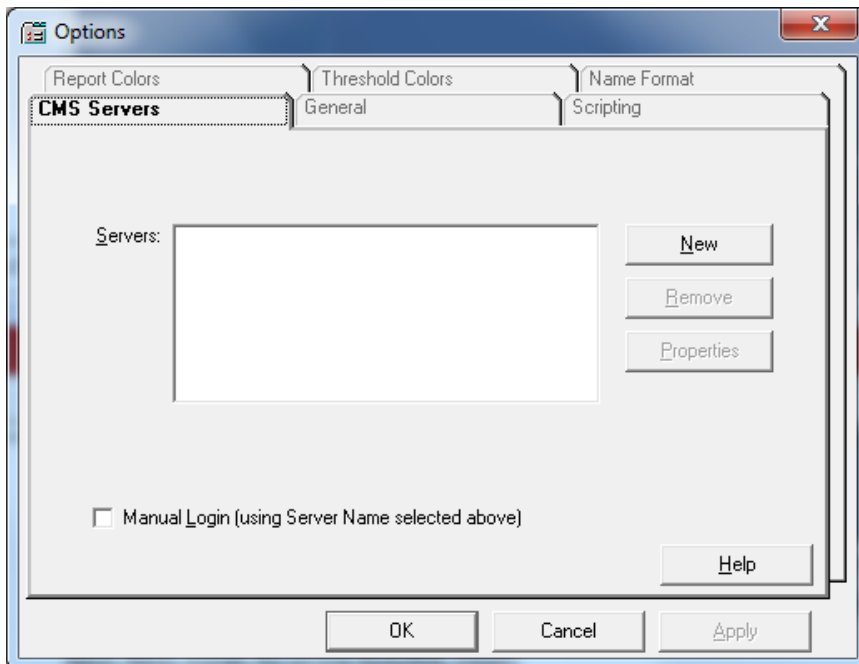 Options
Report Colors
Threshold Colors
Name Format
CMS Servers
General
Scripting
Servers:
New
Remove
Properties
Manual Login (using Server Name selected above)
Help
OK
Cancel
Apply